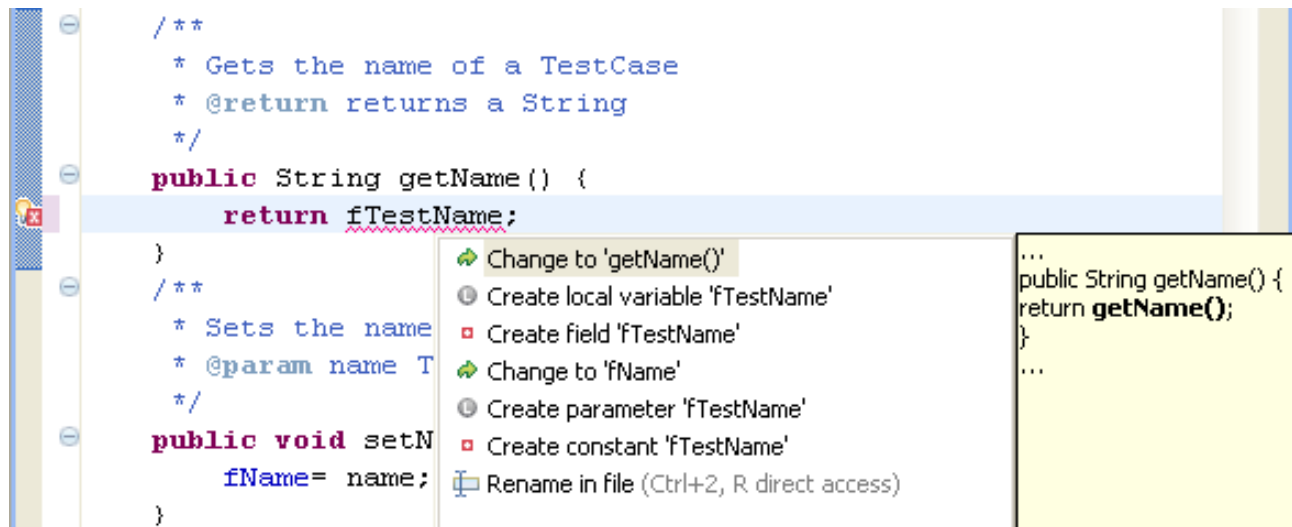 /**
* Gets the name of a TestCase
* @return returns a String
*/
public String getName() {
return fTestName;
}
/**
* Sets the name
* @param name T
*/
public void setN
fName= name;
}
Change to 'getName()'
Create local variable 'fTestName'
Create field 'fTestName'
Change to 'fName'
Create parameter 'fTestName'
Create constant 'fTestName'
Rename in file (Ctrl+2, R direct access)
...
public String getName() {
return getName();
}
...